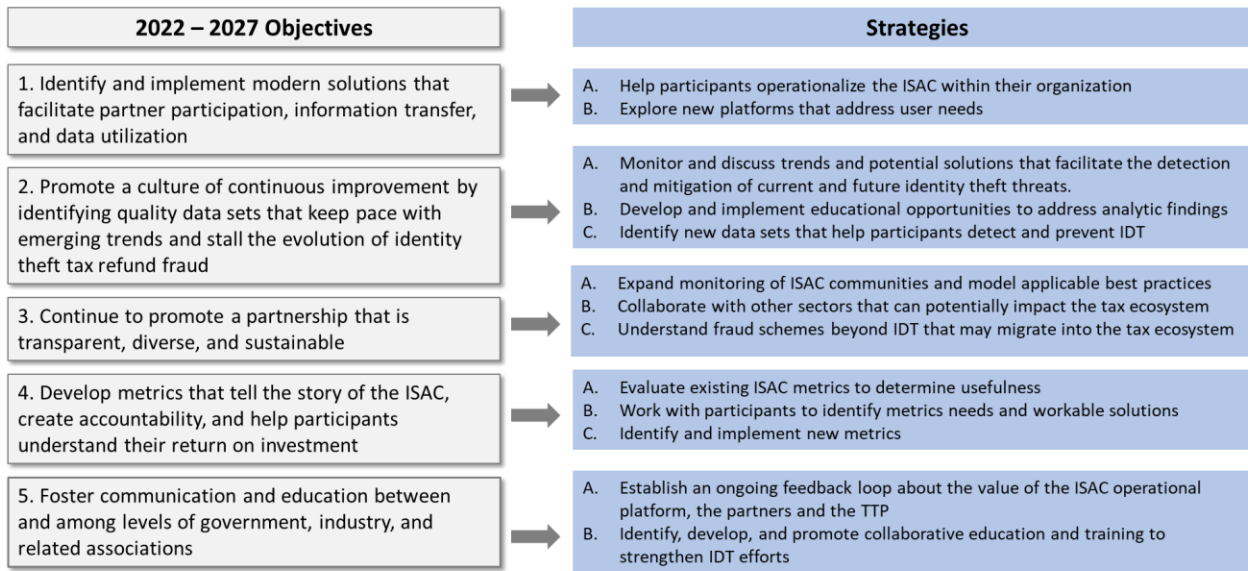 2022 – 2027 Objectives
Strategies
1. Identify and implement modern solutions that
facilitate partner participation, information transfer,
and data utilization
A. Help participants operationalize the ISAC within their organization
B. Explore new platforms that address user needs
2. Promote a culture of continuous improvement by
identifying quality data sets that keep pace with
emerging trends and stall the evolution of identity
theft tax refund fraud
A. Monitor and discuss trends and potential solutions that facilitate the detection
and mitigation of current and future identity theft threats.
B. Develop and implement educational opportunities to address analytic findings
C. Identify new data sets that help participants detect and prevent IDT
3. Continue to promote a partnership that is
transparent, diverse, and sustainable
A. Expand monitoring of ISAC communities and model applicable best practices
B. Collaborate with other sectors that can potentially impact the tax ecosystem
C. Understand fraud schemes beyond IDT that may migrate into the tax ecosystem
4. Develop metrics that tell the story of the ISAC,
create accountability, and help participants
understand their return on investment
A. Evaluate existing ISAC metrics to determine usefulness
B. Work with participants to identify metrics needs and workable solutions
C. Identify and implement new metrics
5. Foster communication and education between
and among levels of government, industry, and
related associations
A. Establish an ongoing feedback loop about the value of the ISAC operational
platform, the partners and the TTP
B. Identify, develop, and promote collaborative education and training to
strengthen IDT efforts